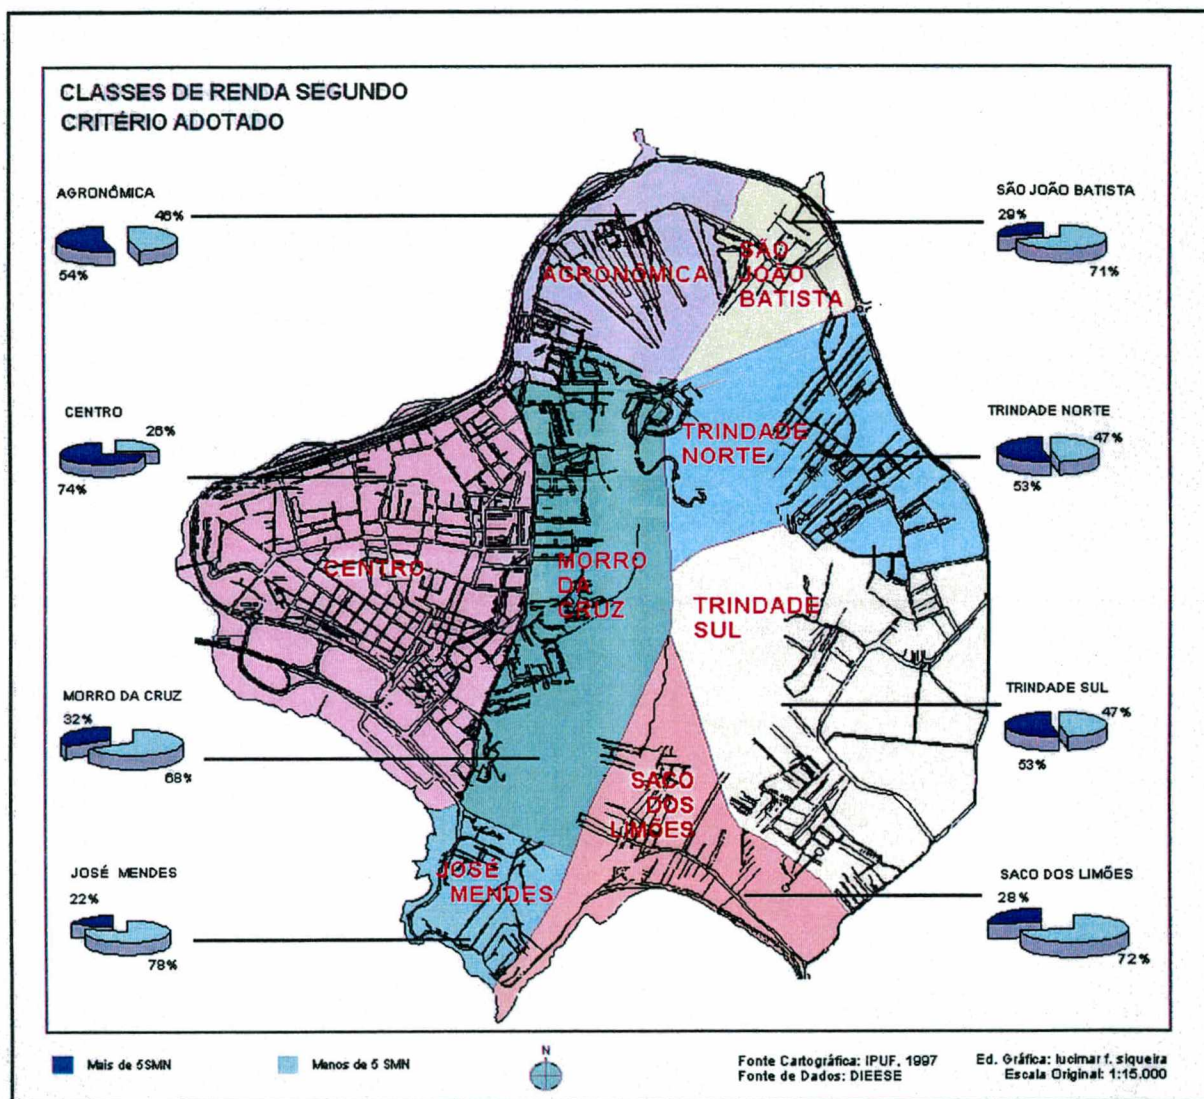 CLASSES DE RENDA SEGUNDO
CRITÉRIO ADOTADO
AGRONÔMICA
46%
54%
SÃO JOÃO BATISTA
29%
71%
CENTRO
26%
74%
TRINDADE NORTE
47%
53%
MORRO DA CRUZ
32%
68%
TRINDADE SUL
47%
53%
JOSÉ MENDES
22%
78%
SACO DOS LIMÕES
28%
72%
AGRONÔMICA
SÃO
JOÃO
BATISTA
TRINDADE
NORTE
CENTRO
MORRO
DA
CRUZ
TRINDADE
SUL
SACO
DOS
LIMÕES
JOSÉ
MENDES
Mais de 5SMN
Menos de 5 SMN
N
Fonte Cartográfica: IPUF, 1997
Fonte de Dados: DIEESE
Ed. Gráfica: lucimar f. siqueira
Escala Original: 1:15.000